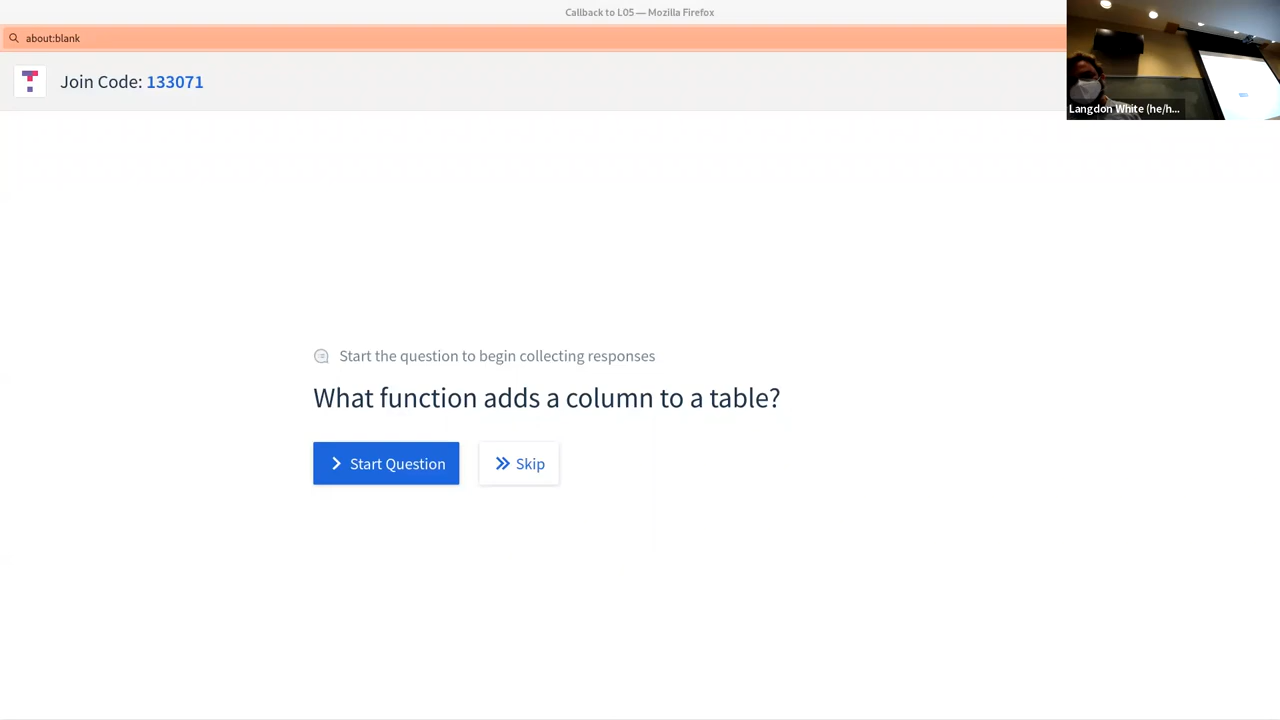 Callback to L05 — Mozilla Firefox
about:blank
Join Code: 133071
Langdon White (he/h...
Start the question to begin collecting responses
What function adds a column to a table?
Start Question
Skip